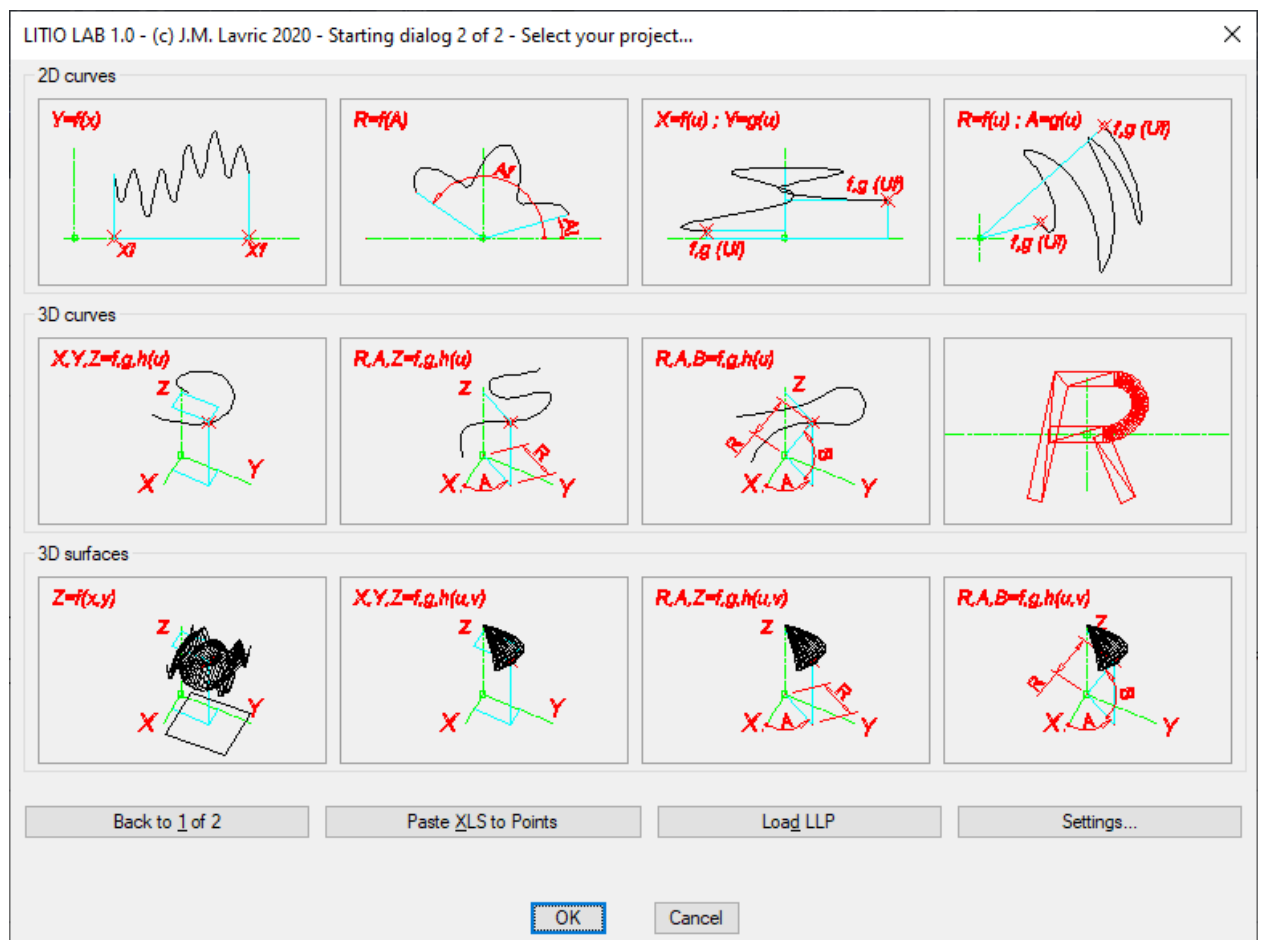 LITIO LAB 1.0 - (c) J.M. Lavric 2020 - Starting dialog 2 of 2 - Select your project...
2D curves
Y=f(x)
Xi
Xf
R=f(A)
Af
Ai
X=f(u) ; Y=g(u)
f,g (Uf)
f,g (Ui)
R=f(u) ; A=g(u)
f,g (Uf)
f,g (Ui)
3D curves
X,Y,Z=f,g,h(u)
Z
X
Y
R,A,Z=f,g,h(u)
Z
R
X
A
Y
R,A,B=f,g,h(u)
Z
R
B
X
A
Y
R
3D surfaces
Z=f(x,y)
Z
X
Y
X,Y,Z=f,g,h(u,v)
Z
X
Y
R,A,Z=f,g,h(u,v)
Z
R
X
A
Y
R,A,B=f,g,h(u,v)
Z
R
B
X
A
Y
Back to 1 of 2
Paste XLS to Points
Load LLP
Settings...
OK
Cancel